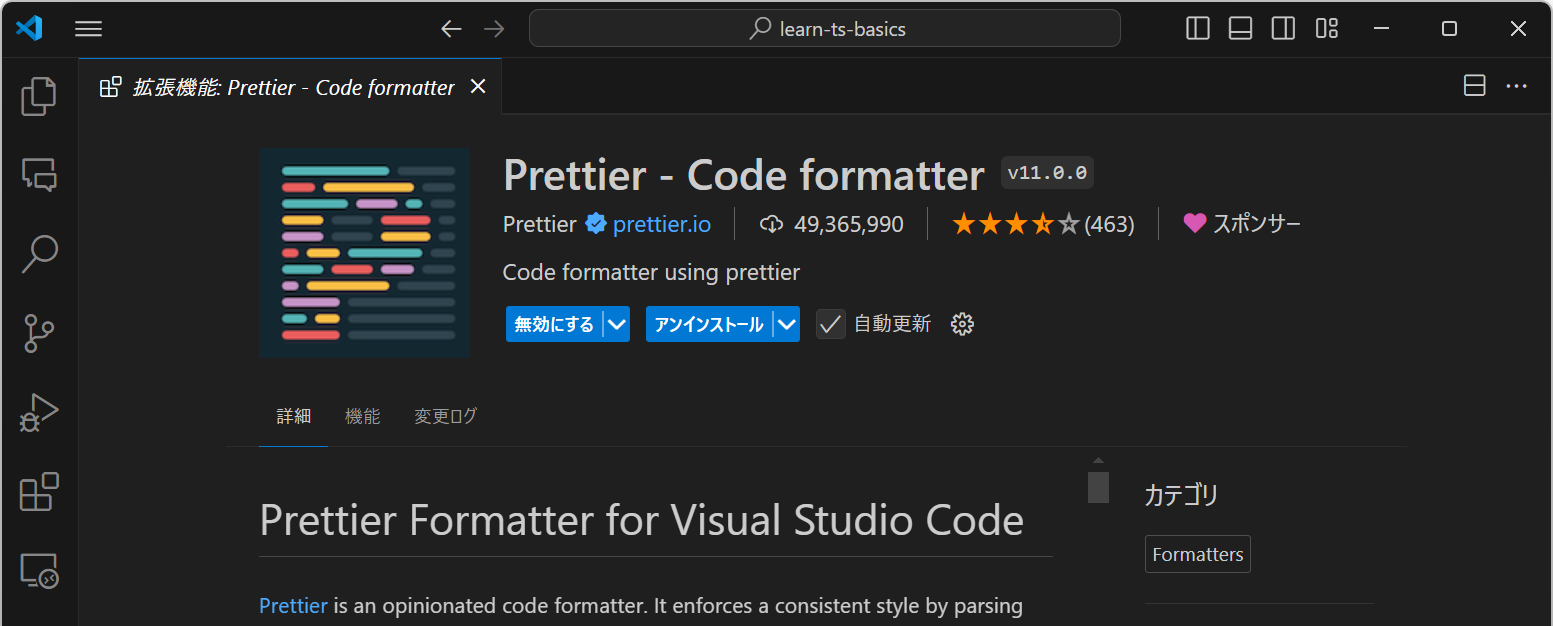 learn-ts-basics
拡張機能: Prettier - Code formatter
Prettier - Code formatter v11.0.0
Prettier prettier.io 49,365,990 (463) スポンサー
Code formatter using prettier
無効にする アンインストール 自動更新
詳細 機能 変更ログ
Prettier Formatter for Visual Studio Code
Prettier is an opinionated code formatter. It enforces a consistent style by parsing
カテゴリ
Formatters